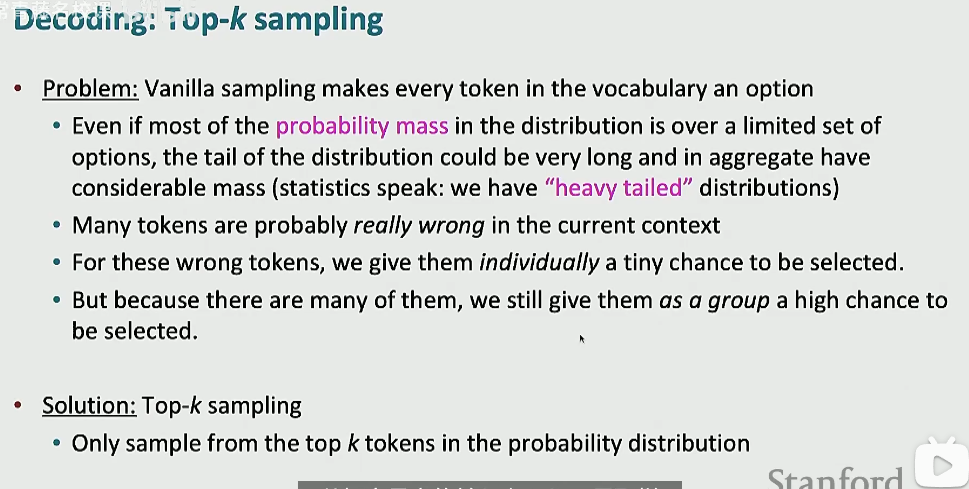 Decoding: Top-k sampling
• Problem: Vanilla sampling makes every token in the vocabulary an option
• Even if most of the probability mass in the distribution is over a limited set of
options, the tail of the distribution could be very long and in aggregate have
considerable mass (statistics speak: we have “heavy tailed” distributions)
• Many tokens are probably really wrong in the current context
• For these wrong tokens, we give them individually a tiny chance to be selected.
• But because there are many of them, we still give them as a group a high chance to
be selected.
• Solution: Top-k sampling
• Only sample from the top k tokens in the probability distribution
Stanford